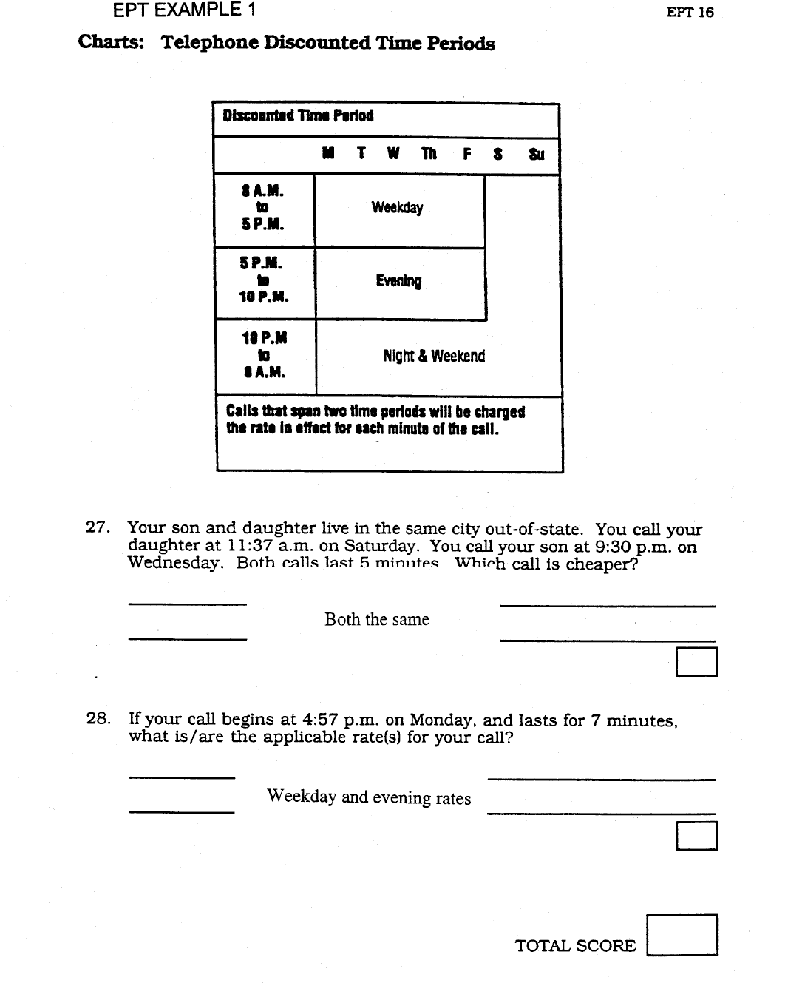 EPT EXAMPLE 1
EPT 16
Charts: Telephone Discounted Time Periods
Discounted Time Period
M T W Th F S Su
8 A.M.
to
5 P.M.
Weekday
5 P.M.
to
10 P.M.
Evening
10 P.M
to
8 A.M.
Night & Weekend
Calls that span two time periods will be charged
the rate in effect for each minute of the call.
27. Your son and daughter live in the same city out-of-state. You call your
daughter at 11:37 a.m. on Saturday. You call your son at 9:30 p.m. on
Wednesday. Both calls last 5 minutes Which call is cheaper?
Both the same
28. If your call begins at 4:57 p.m. on Monday, and lasts for 7 minutes,
what is/are the applicable rate(s) for your call?
Weekday and evening rates
TOTAL SCORE